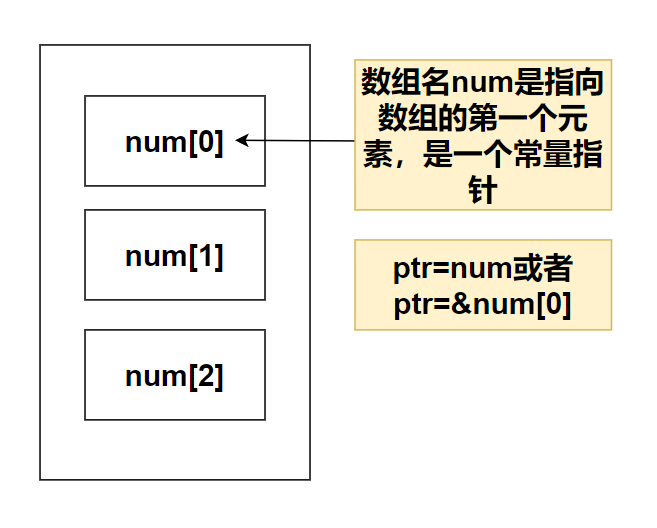 num[0]
数组名num是指向
数组的第一个元
素，是一个常量指
针
num[1]
ptr=num或者
ptr=&num[0]
num[2]